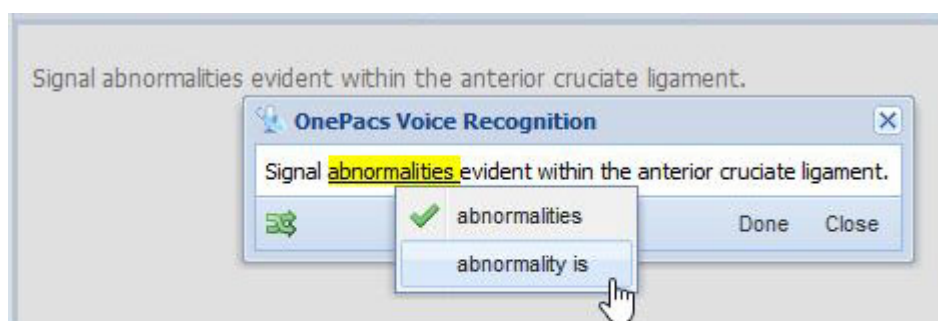 Signal abnormalities evident within the anterior cruciate ligament.
OnePacs Voice Recognition
Signal abnormalities evident within the anterior cruciate ligament.
abnormalities
Done Close
abnormality is